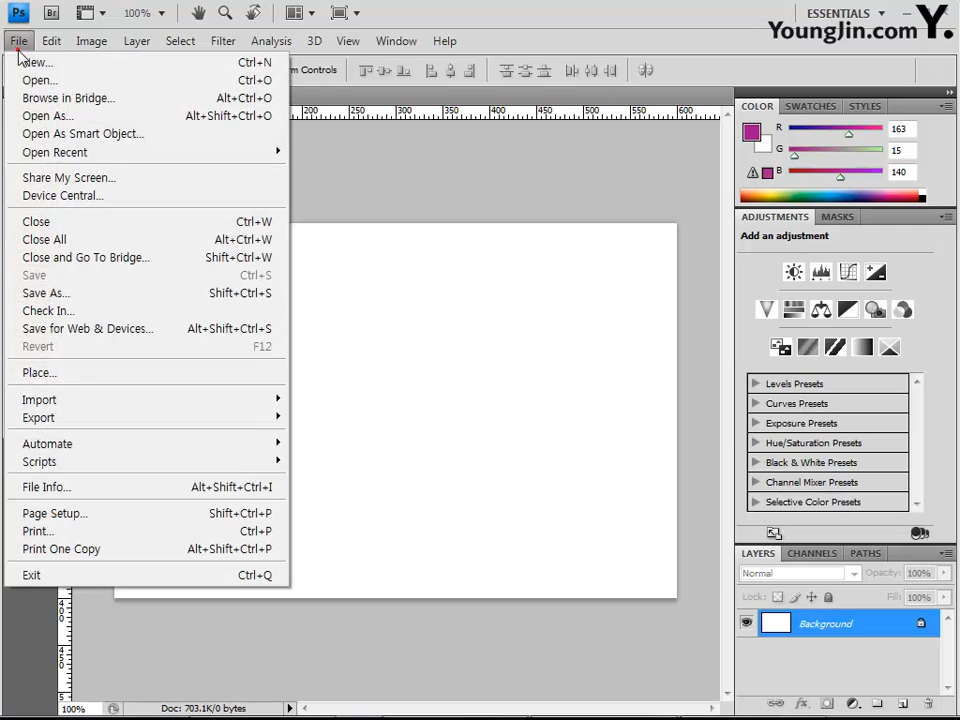 Ps Br 100% ESSENTIALS
YoungJin.com Y.
File Edit Image Layer Select Filter Analysis 3D View Window Help
m Controls
New... Ctrl+N
Open... Ctrl+O
Browse in Bridge... Alt+Ctrl+O
Open As... Alt+Shift+Ctrl+O
Open As Smart Object...
Open Recent
Share My Screen...
Device Central...
Close Ctrl+W
Close All Alt+Ctrl+W
Close and Go To Bridge... Shift+Ctrl+W
Save Ctrl+S
Save As... Shift+Ctrl+S
Check In...
Save for Web & Devices... Alt+Shift+Ctrl+S
Revert F12
Place...
Import
Export
Automate
Scripts
File Info... Alt+Shift+Ctrl+I
Page Setup... Shift+Ctrl+P
Print... Ctrl+P
Print One Copy Alt+Shift+Ctrl+P
Exit Ctrl+Q
200 250 300 350 400 450 500 550 600
400
450
5
COLOR SWATCHES STYLES
R 163
G 15
B 140
ADJUSTMENTS MASKS
Add an adjustment
Levels Presets
Curves Presets
Exposure Presets
Hue/Saturation Presets
Black & White Presets
Channel Mixer Presets
Selective Color Presets
LAYERS CHANNELS PATHS
Normal Opacity: 100%
Lock: Fill: 100%
Background
100% Doc: 703.1K/0 bytes